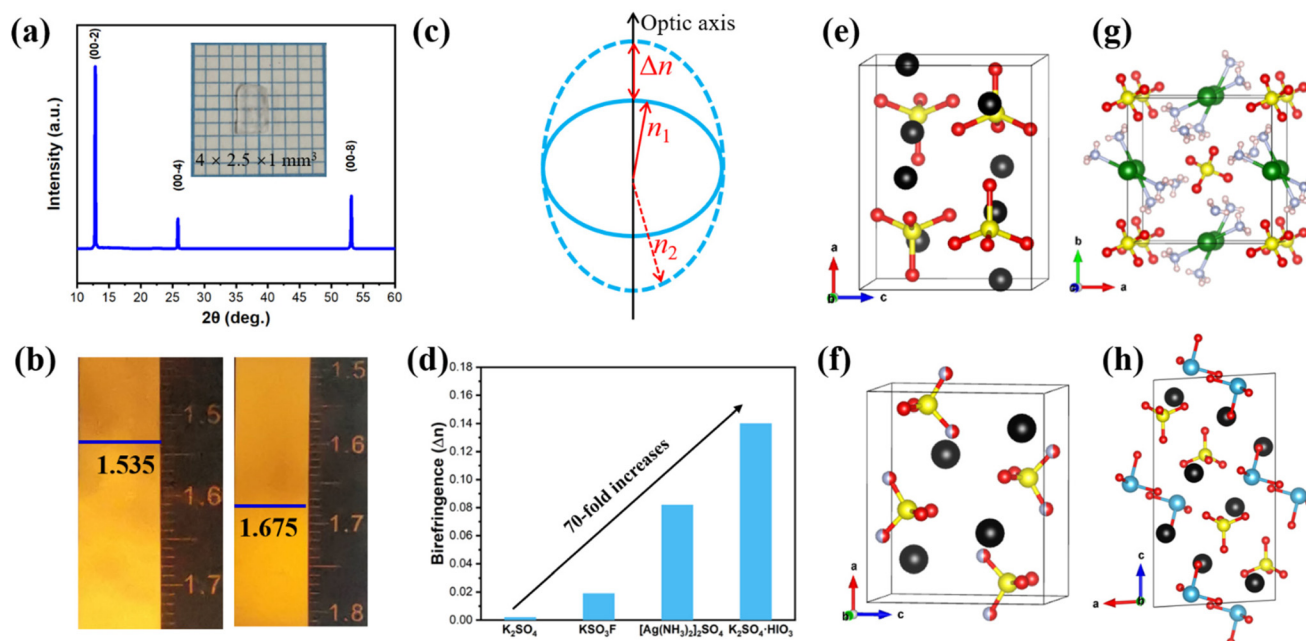 (a)
(00-2)
(00-4)
(00-8)
4 × 2.5 ×1 mm³
Intensity (a.u.)
10 15 20 25 30 35 40 45 50 55 60
2θ (deg.)
(b)
1.535
1.5
1.6
1.7
1.675
1.5
1.6
1.7
1.8
(c)
Optic axis
Δn
n₁
n₂
(d)
Birefringence (Δn)
0.18
0.16
0.14
0.12
0.10
0.08
0.06
0.04
0.02
0.00
70-fold increases
K₂SO₄ KSO₃F [Ag(NH₃)₂]₂SO₄ K₂SO₄·HIO₃
(e)
a
b
c
(f)
a
b
c
(g)
b
a
(h)
c
a
b